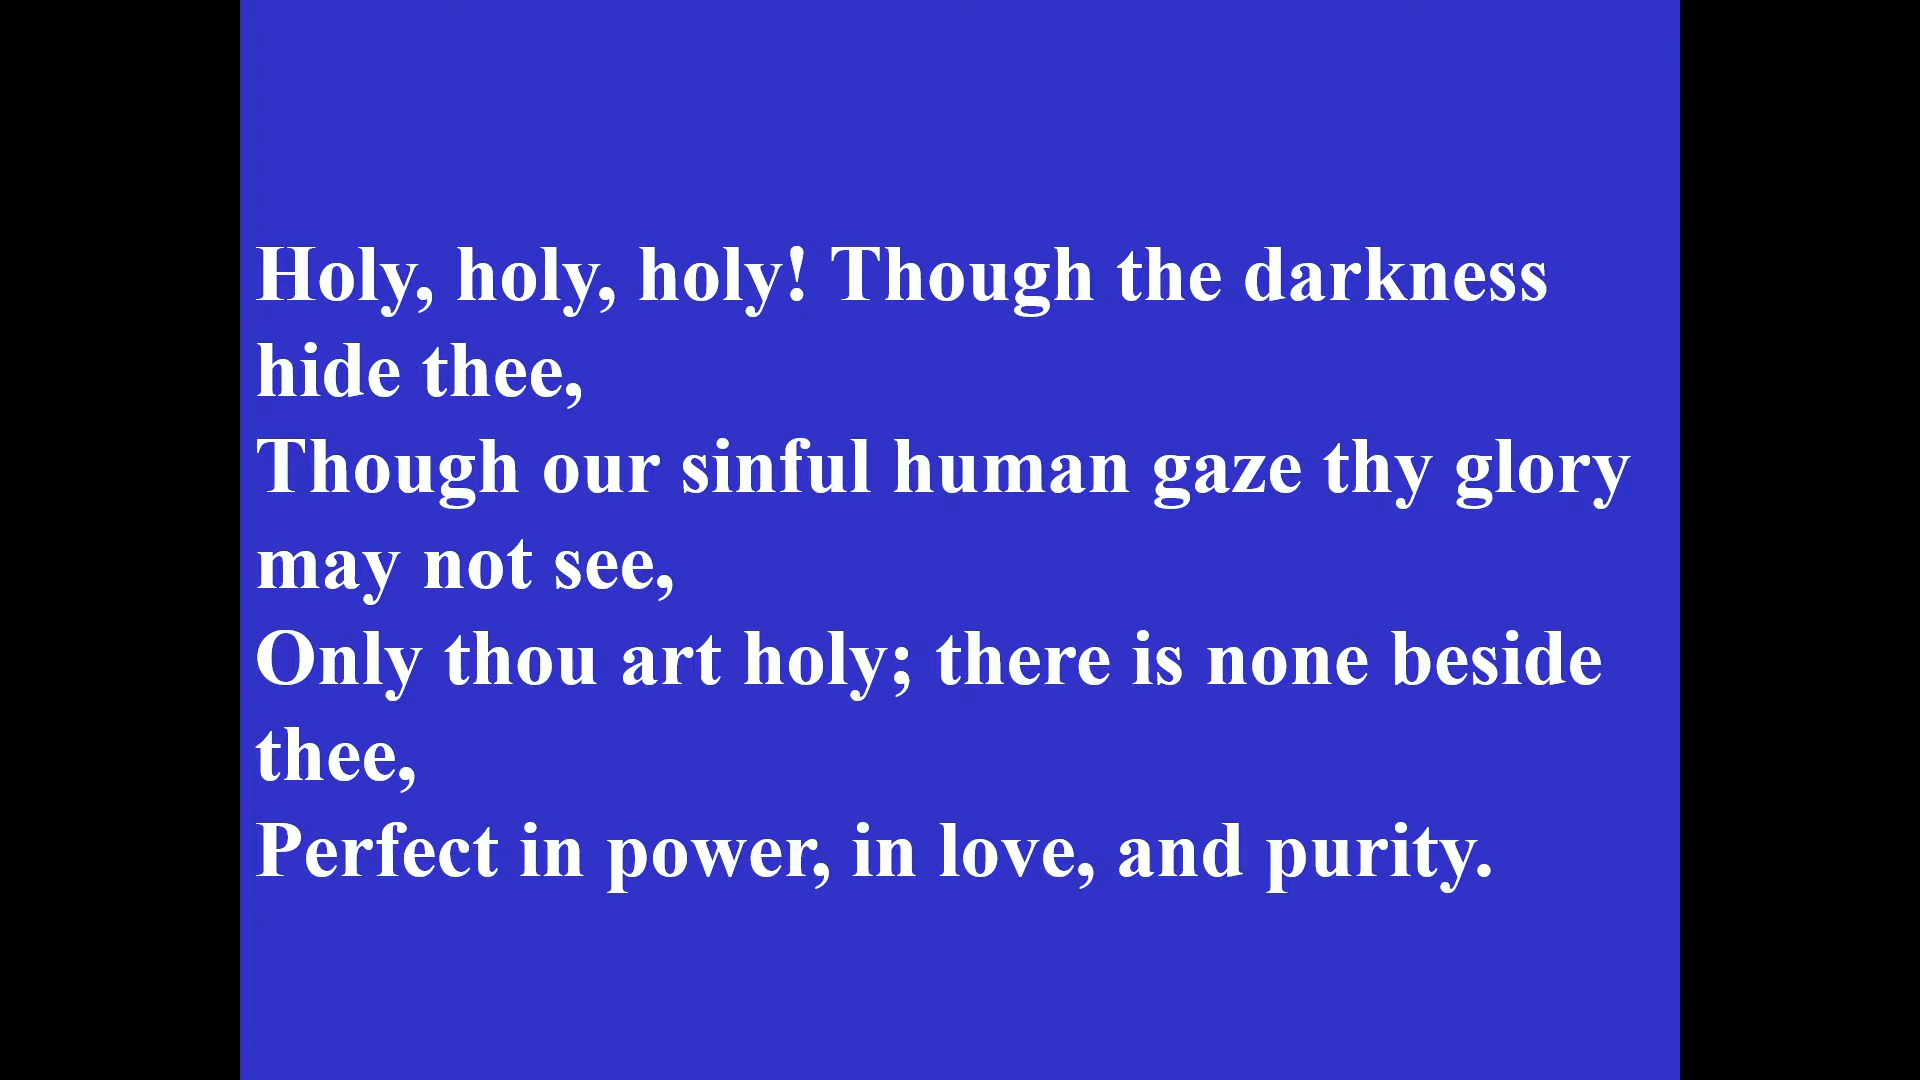 Holy, holy, holy! Though the darkness
hide thee,
Though our sinful human gaze thy glory
may not see,
Only thou art holy; there is none beside
thee,
Perfect in power, in love, and purity.